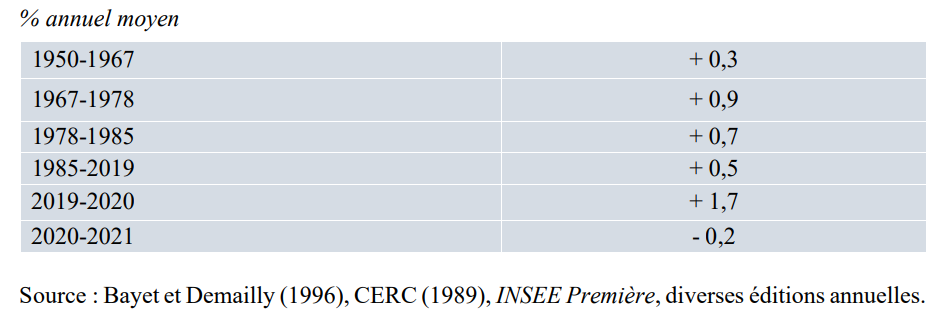 % annuel moyen
1950-1967 + 0,3
1967-1978 + 0,9
1978-1985 + 0,7
1985-2019 + 0,5
2019-2020 + 1,7
2020-2021 - 0,2
Source : Bayet et Demailly (1996), CERC (1989), INSEE Première, diverses éditions annuelles.